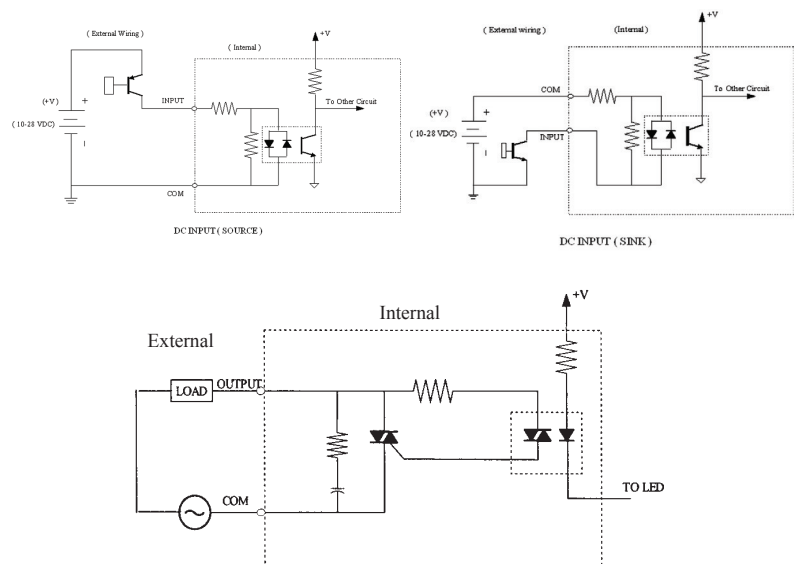 ( External Wiring )
( Internal )
+V
INPUT
To Other Circuit
(+V )
+
( 10-28 VDC)
−
COM
DC INPUT ( SOURCE )
( External wiring )
(Internal)
+V
COM
To Other Circuit
(+V )
+
( 10-28 VDC)
−
INPUT
DC INPUT ( SINK )
External
Internal
+V
LOAD
OUTPUT
COM
TO LED